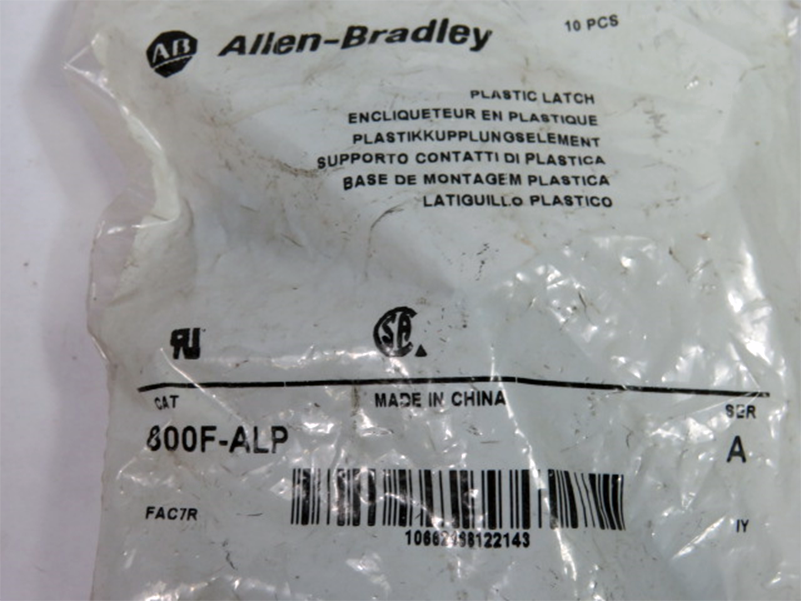 AB Allen-Bradley 10 PCS
PLASTIC LATCH
ENCLIQUETEUR EN PLASTIQUE
PLASTIKKUPPLUNGSELEMENT
SUPPORTO CONTATTI DI PLASTICA
BASE DE MONTAGEM PLASTICA
LATIGUILLO PLASTICO
CAT MADE IN CHINA SER
800F-ALP A
FAC7R IY